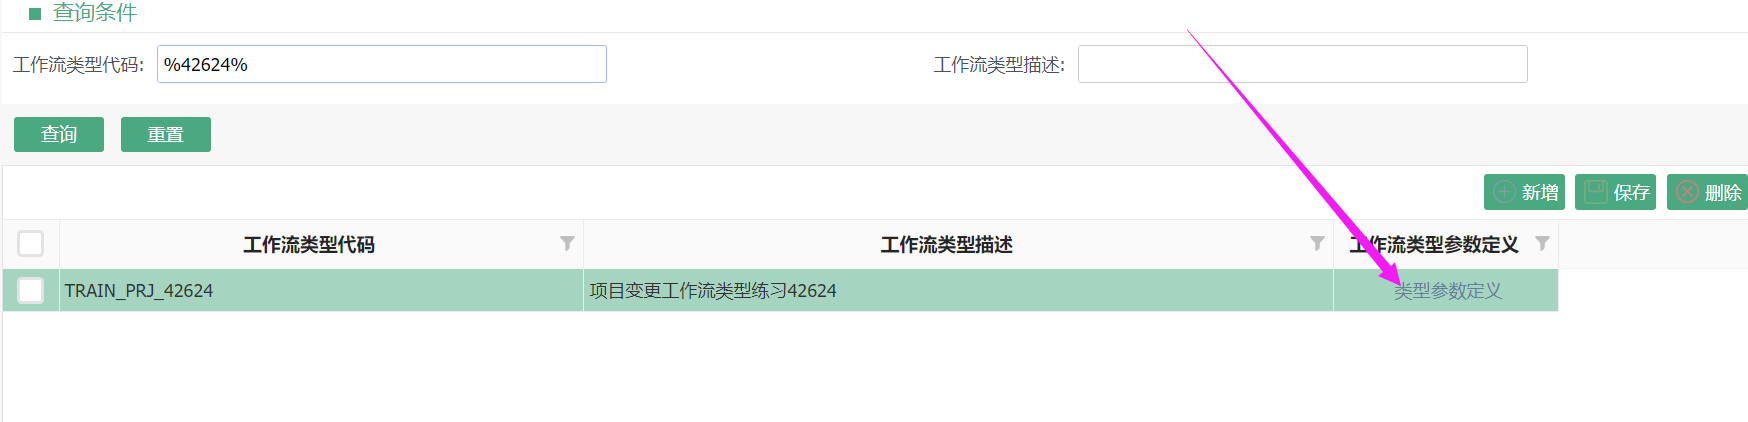 查询条件
工作流类型代码: %42624% 工作流类型描述:
查询 重置
新增 保存 删除
工作流类型代码 工作流类型描述 工作流类型参数定义
TRAIN_PRJ_42624 项目变更工作流类型练习42624 类型参数定义